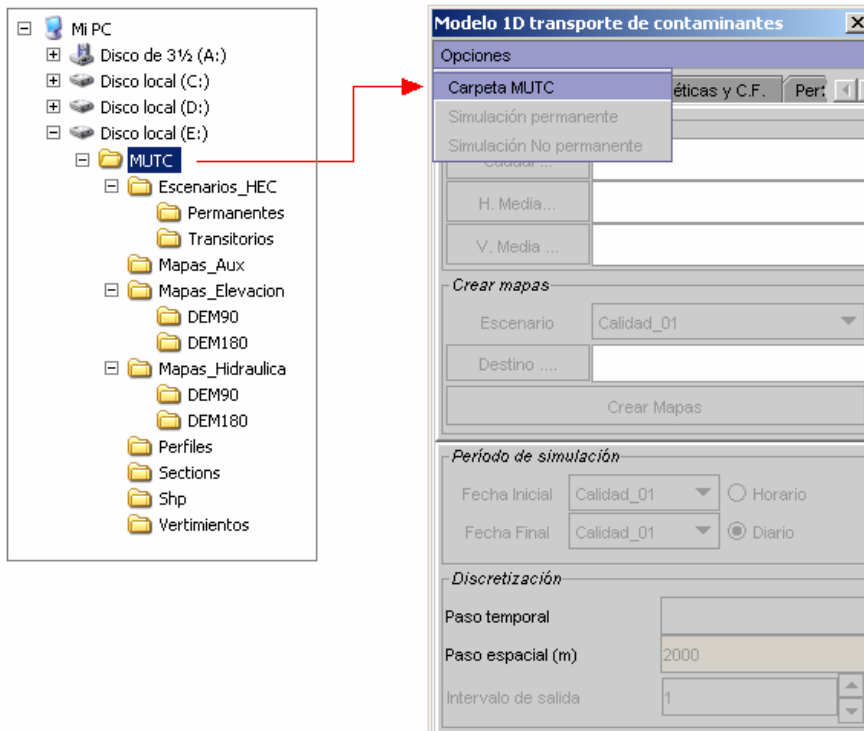 Mi PC
Disco de 3½ (A:)
Disco local (C:)
Disco local (D:)
Disco local (E:)
MUTC
Escenarios_HEC
Permanentes
Transitorios
Mapas_Aux
Mapas_Elevacion
DEM90
DEM180
Mapas_Hidraulica
DEM90
DEM180
Perfiles
Sections
Shp
Vertimientos
Modelo 1D transporte de contaminantes
Opciones
Carpeta MUTC
éticas y C.F.
Simulación permanente
Simulación No permanente
H. Media...
V. Media ...
Crear mapas
Escenario Calidad_01
Destino ....
Crear Mapas
Período de simulación
Fecha Inicial Calidad_01 Horario
Fecha Final Calidad_01 Diario
Discretización
Paso temporal
Paso espacial (m) 2000
Intervalo de salida 1